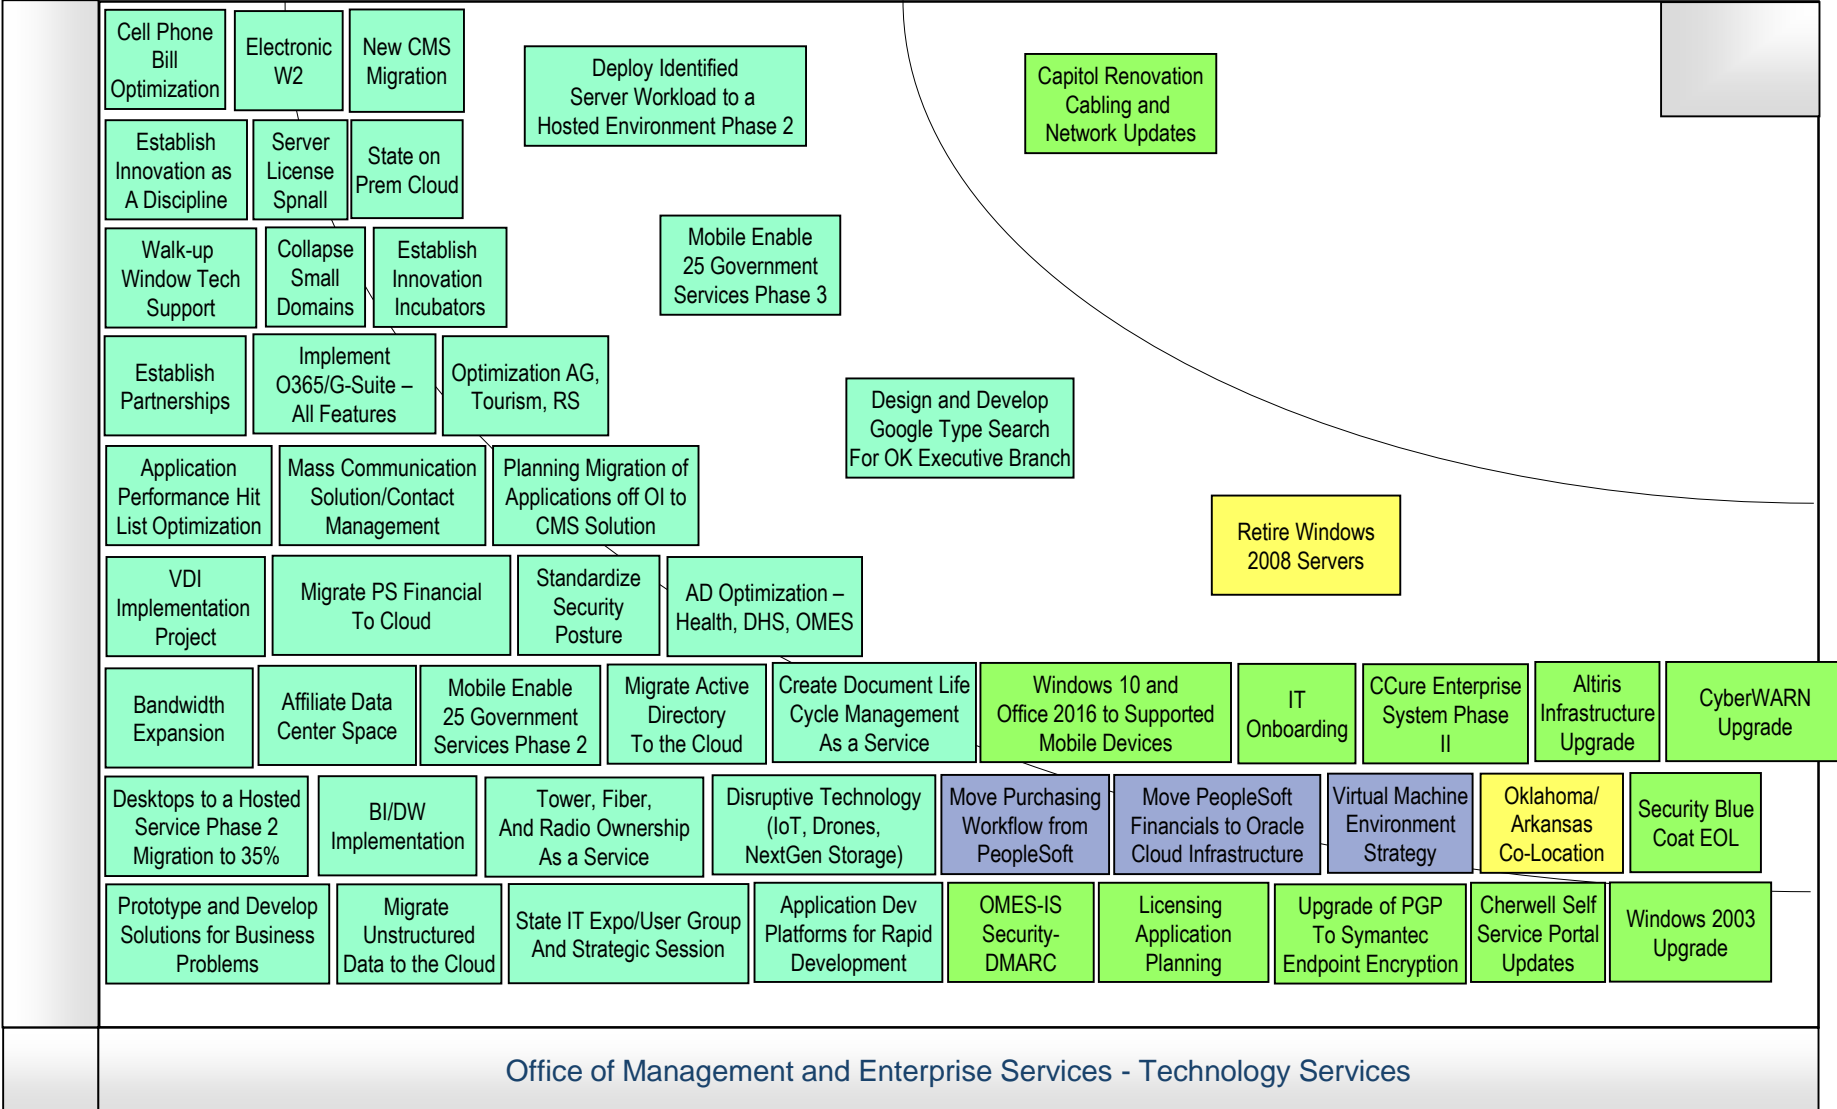 Cell Phone
Bill
Optimization
Electronic
W2
New CMS
Migration
Deploy Identified
Server Workload to a
Hosted Environment Phase 2
Capitol Renovation
Cabling and
Network Updates
Establish
Innovation as
A Discipline
Server
License
Spnall
State on
Prem Cloud
Walk-up
Window Tech
Support
Collapse
Small
Domains
Establish
Innovation
Incubators
Mobile Enable
25 Government
Services Phase 3
Establish
Partnerships
Implement
O365/G-Suite –
All Features
Optimization AG,
Tourism, RS
Design and Develop
Google Type Search
For OK Executive Branch
Application
Performance Hit
List Optimization
Mass Communication
Solution/Contact
Management
Planning Migration of
Applications off OI to
CMS Solution
Retire Windows
2008 Servers
VDI
Implementation
Project
Migrate PS Financial
To Cloud
Standardize
Security
Posture
AD Optimization –
Health, DHS, OMES
Bandwidth
Expansion
Affiliate Data
Center Space
Mobile Enable
25 Government
Services Phase 2
Migrate Active
Directory
To the Cloud
Create Document Life
Cycle Management
As a Service
Windows 10 and
Office 2016 to Supported
Mobile Devices
IT
Onboarding
CCure Enterprise
System Phase
II
Altiris
Infrastructure
Upgrade
CyberWARN
Upgrade
Desktops to a Hosted
Service Phase 2
Migration to 35%
BI/DW
Implementation
Tower, Fiber,
And Radio Ownership
As a Service
Disruptive Technology
(IoT, Drones,
NextGen Storage)
Move Purchasing
Workflow from
PeopleSoft
Move PeopleSoft
Financials to Oracle
Cloud Infrastructure
Virtual Machine
Environment
Strategy
Oklahoma/
Arkansas
Co-Location
Security Blue
Coat EOL
Prototype and Develop
Solutions for Business
Problems
Migrate
Unstructured
Data to the Cloud
State IT Expo/User Group
And Strategic Session
Application Dev
Platforms for Rapid
Development
OMES-IS
Security-
DMARC
Licensing
Application
Planning
Upgrade of PGP
To Symantec
Endpoint Encryption
Cherwell Self
Service Portal
Updates
Windows 2003
Upgrade
Office of Management and Enterprise Services - Technology Services